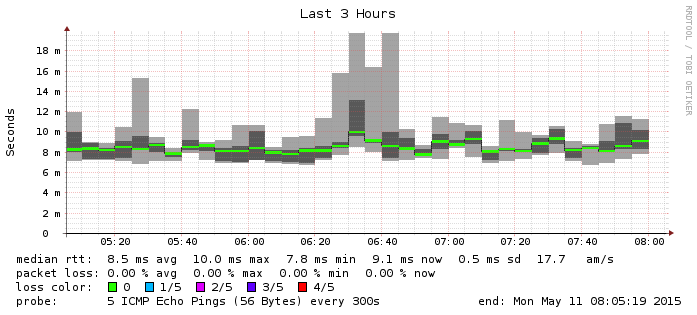 Last 3 Hours
RRDTOOL / TOBI OETIKER
Seconds
18 m
16 m
14 m
12 m
10 m
8 m
6 m
4 m
2 m
0
05:20 05:40 06:00 06:20 06:40 07:00 07:20 07:40 08:00
median rtt: 8.5 ms avg 10.0 ms max 7.8 ms min 9.1 ms now 0.5 ms sd 17.7 am/s
packet loss: 0.00 % avg 0.00 % max 0.00 % min 0.00 % now
loss color: 0 1/5 2/5 3/5 4/5
probe: 5 ICMP Echo Pings (56 Bytes) every 300s end: Mon May 11 08:05:19 2015